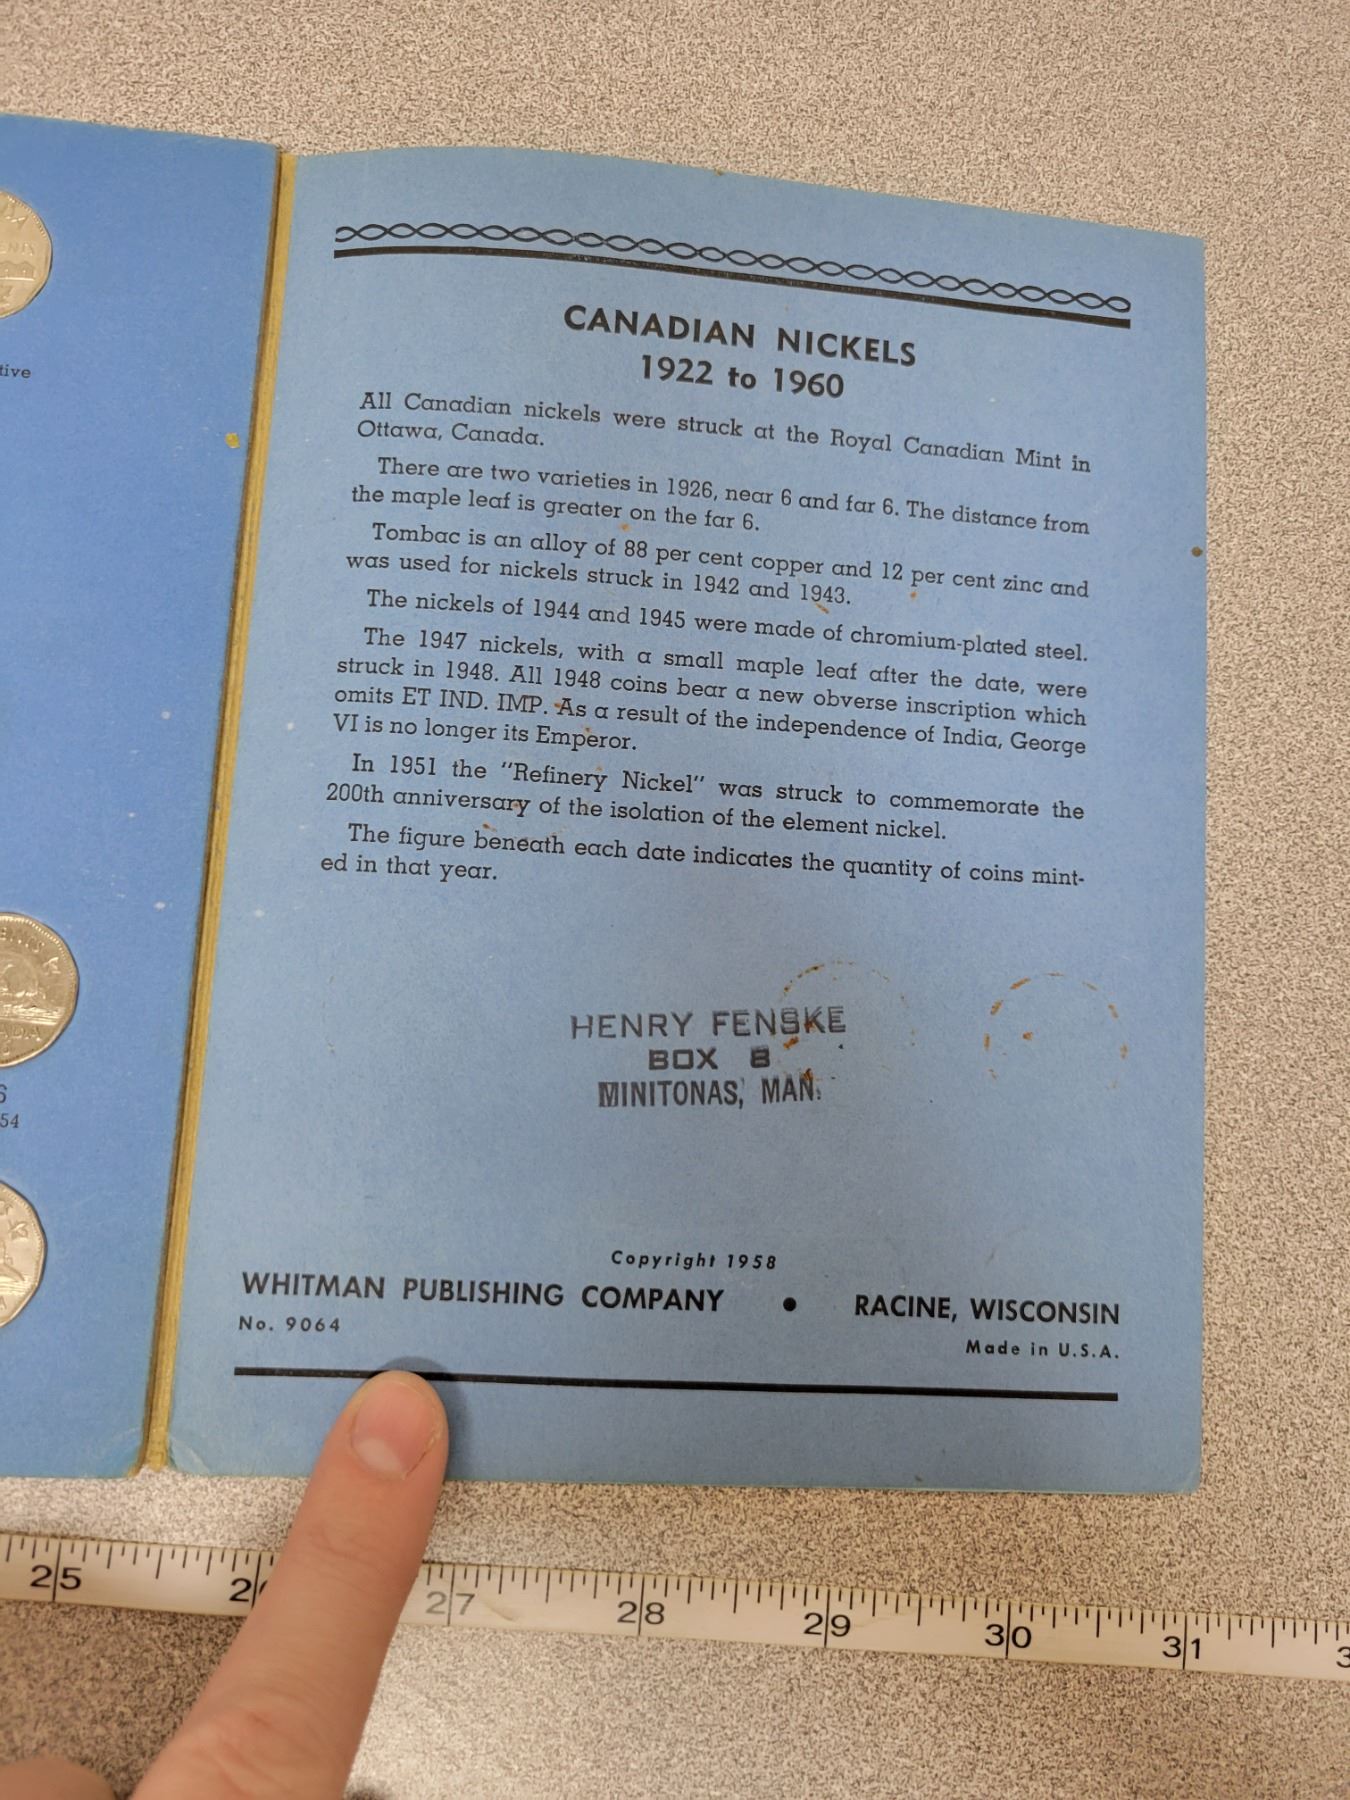 CANADIAN NICKELS
1922 to 1960
All Canadian nickels were struck at the Royal Canadian Mint in
Ottawa, Canada.
There are two varieties in 1926, near 6 and far 6. The distance from
the maple leaf is greater on the far 6.
Tombac is an alloy of 88 per cent copper and 12 per cent zinc and
was used for nickels struck in 1942 and 1943.
The nickels of 1944 and 1945 were made of chromium-plated steel.
The 1947 nickels, with a small maple leaf after the date, were
struck in 1948. All 1948 coins bear a new obverse inscription which
omits ET IND. IMP. As a result of the independence of India, George
VI is no longer its Emperor.
In 1951 the "Refinery Nickel" was struck to commemorate the
200th anniversary of the isolation of the element nickel.
The figure beneath each date indicates the quantity of coins mint-
ed in that year.
HENRY FENSKE
BOX 8
MINITONAS, MAN.
Copyright 1958
WHITMAN PUBLISHING COMPANY • RACINE, WISCONSIN
No. 9064
Made in U.S.A.
tive
6
54
25 27 28 29 30 31